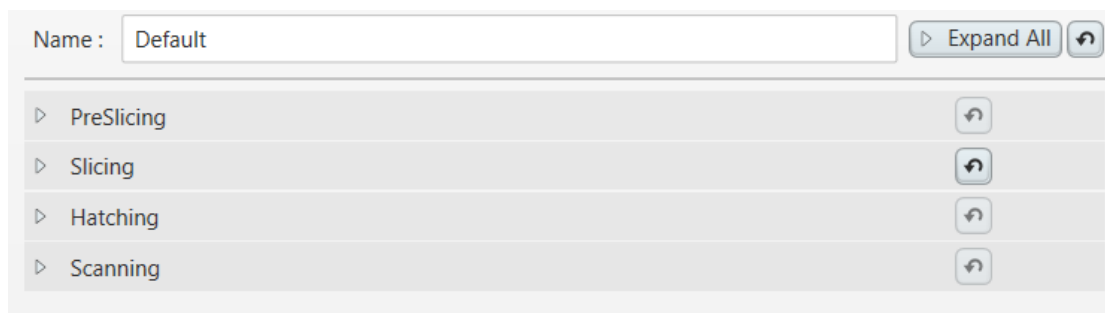 Name : Default Expand All
PreSlicing
Slicing
Hatching
Scanning